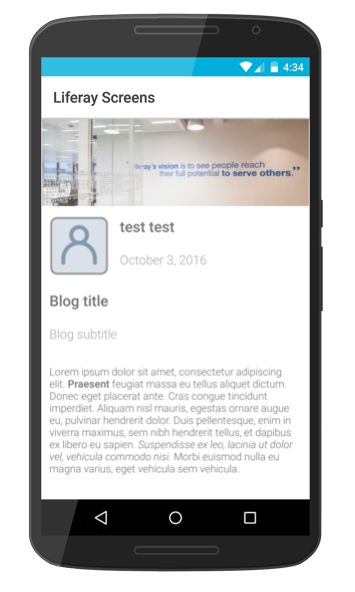 4:34
Liferay Screens
liferay's vision is to see people reach
their full potential to serve others.”
test test
October 3, 2016
Blog title
Blog subtitle
Lorem ipsum dolor sit amet, consectetur adipiscing
elit. Praesent feugiat massa eu tellus aliquet dictum.
Donec eget placerat ante. Cras congue tincidunt
imperdiet. Aliquam nisl mauris, egestas ornare augue
eu, pulvinar hendrerit dolor. Duis pellentesque, enim in
viverra maximus, sem nibh hendrerit tellus, et dapibus
ex libero eu sapien. Suspendisse ex leo, lacinia ut dolor
vel, vehicula commodo nisi. Morbi euismod nulla eu
magna varius, eget vehicula sem vehicula.